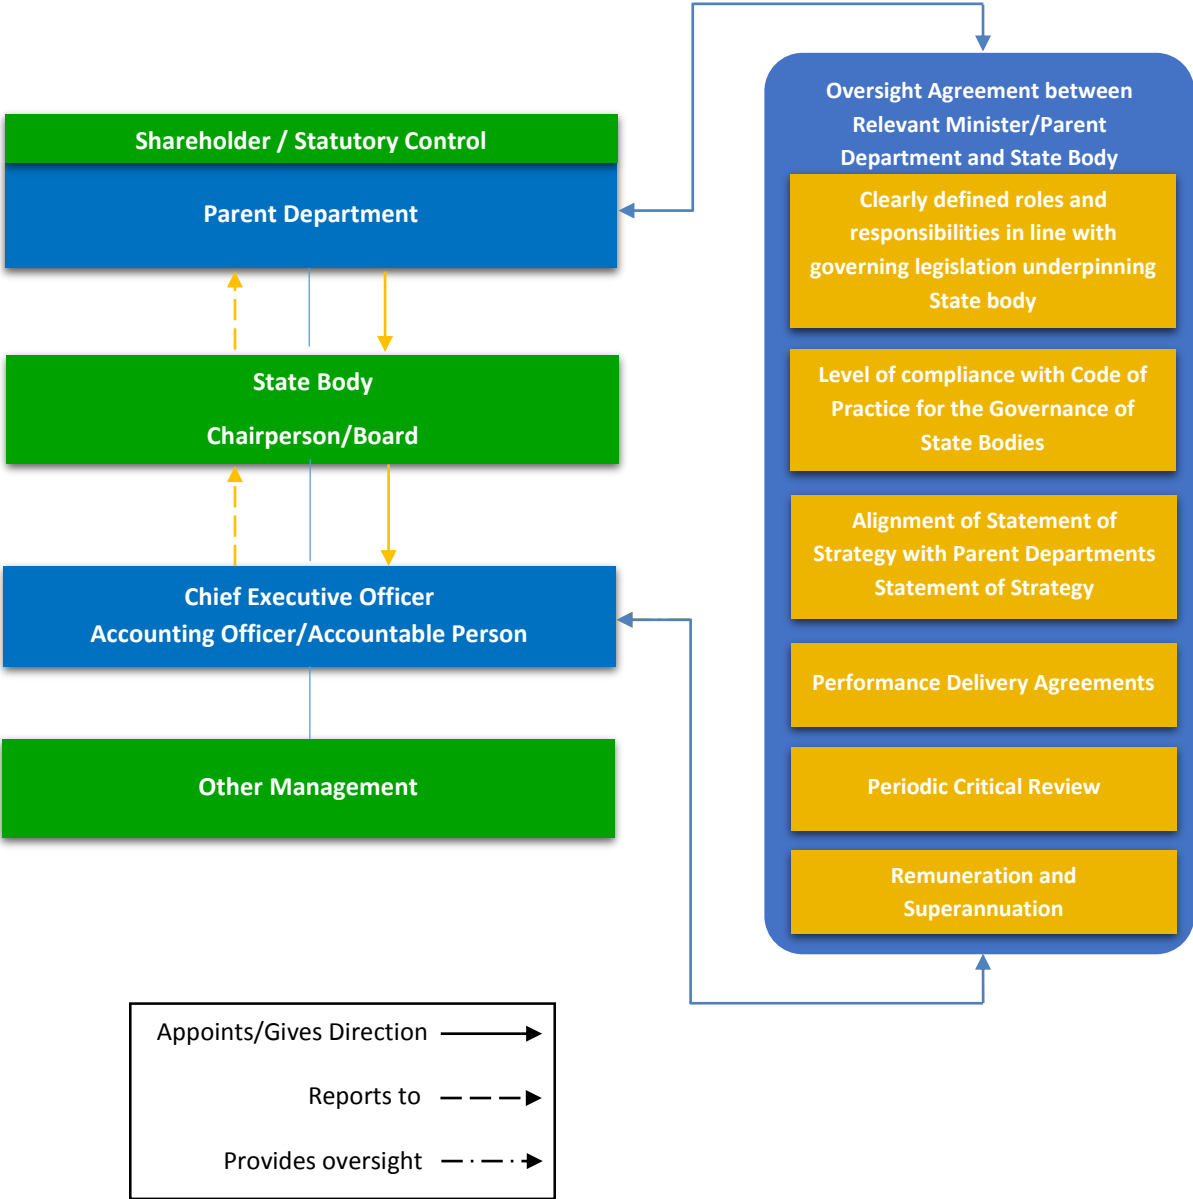 Shareholder / Statutory Control
Parent Department
State Body
Chairperson/Board
Chief Executive Officer
Accounting Officer/Accountable Person
Other Management
Oversight Agreement between
Relevant Minister/Parent
Department and State Body
Clearly defined roles and
responsibilities in line with
governing legislation underpinning
State body
Level of compliance with Code of
Practice for the Governance of
State Bodies
Alignment of Statement of
Strategy with Parent Departments
Statement of Strategy
Performance Delivery Agreements
Periodic Critical Review
Remuneration and
Superannuation
Appoints/Gives Direction
Reports to
Provides oversight